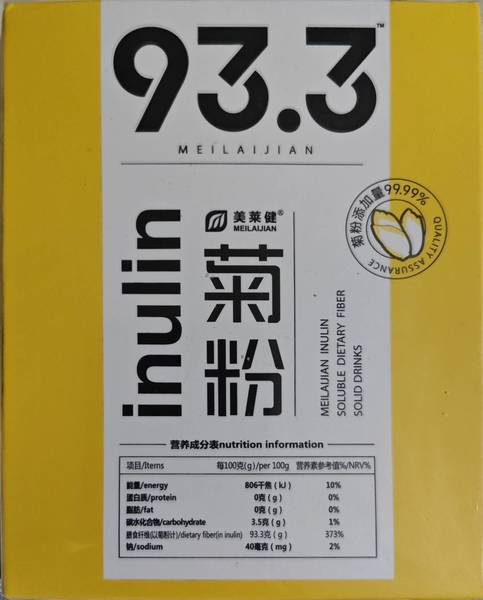 93.3™
MEILAIJIAN
美莱健®
MEILAIJIAN
inulin
菊粉
菊粉添加量99.99%
QUALITY ASSURANCE
MEILAIJIAN INULIN
SOLUBLE DIETARY FIBER
SOLID DRINKS
营养成分表nutrition information
项目/Items 每100克(g)/per 100g 营养素参考值%/NRV%
能量/energy 806千焦(kJ) 10%
蛋白质/protein 0克(g) 0%
脂肪/fat 0克(g) 0%
碳水化合物/carbohydrate 3.5克(g) 1%
膳食纤维(以菊粉计)/dietary fiber(in inulin) 93.3克(g) 373%
钠/sodium 40毫克(mg) 2%